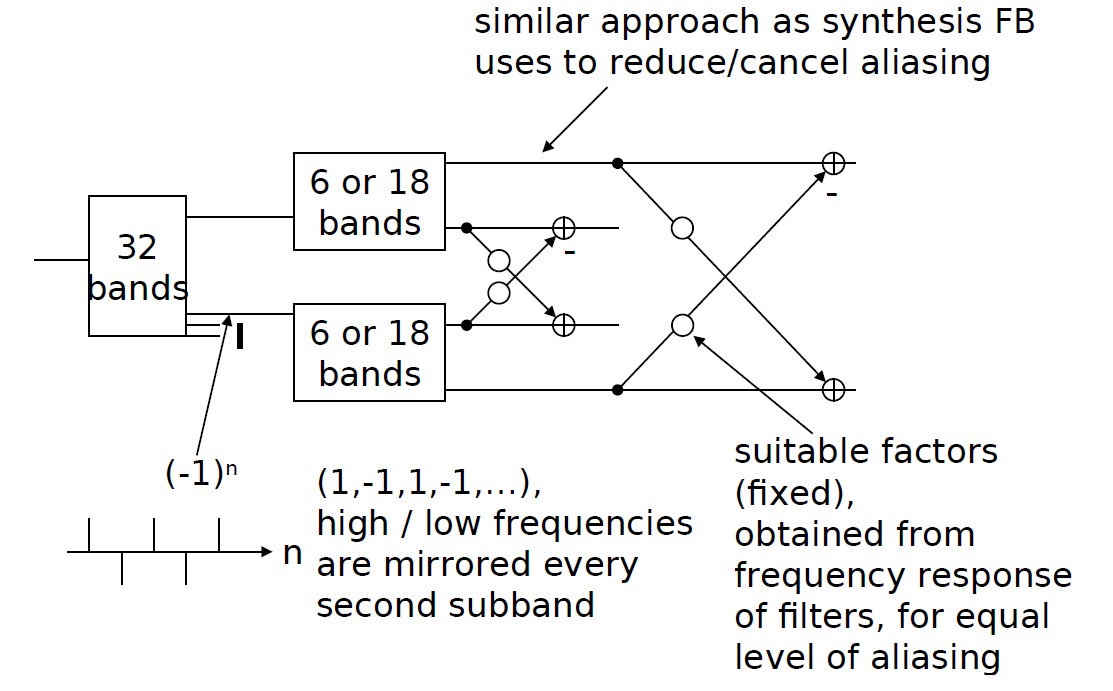 similar approach as synthesis FB
uses to reduce/cancel aliasing
6 or 18
bands
-
32
bands
-
6 or 18
bands
(-1)ⁿ
n
(1,-1,1,-1,...),
high / low frequencies
are mirrored every
second subband
suitable factors
(fixed),
obtained from
frequency response
of filters, for equal
level of aliasing